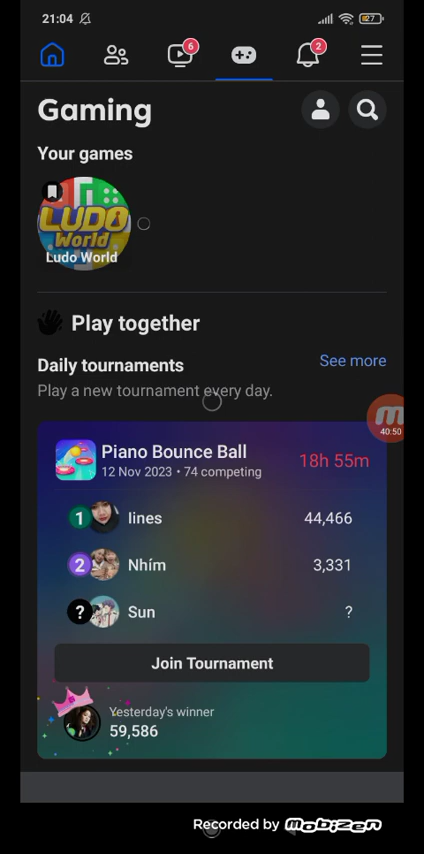 21:04
27
6
2
Gaming
Your games
LUDO
World
Ludo World
Play together
Daily tournaments
See more
Play a new tournament every day.
40:50
Piano Bounce Ball
12 Nov 2023 • 74 competing
18h 55m
1
lines
44,466
2
Nhím
3,331
?
Sun
?
Join Tournament
Yesterday's winner
59,586
Recorded by Mobizen